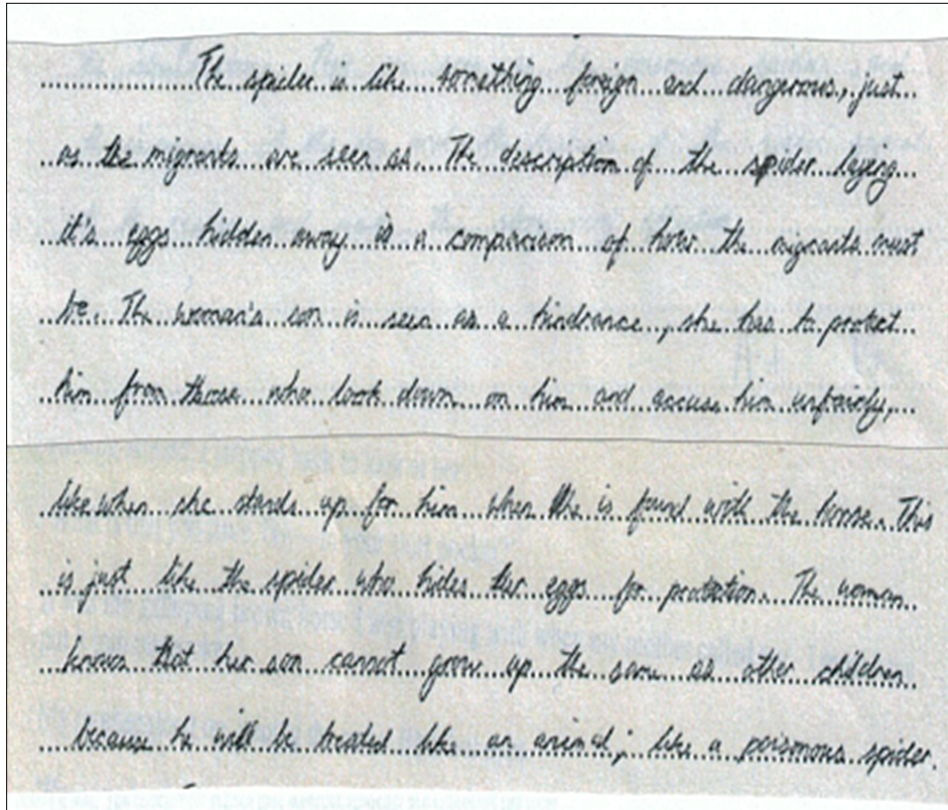 The spider is like something foreign and dangerous, just
as the migrants are seen as. The description of the spider laying
it's eggs hidden away is a comparison of how the migrants must
be. The woman's son is seen as a hindrance, she has to protect
him from those who look down on him and accuse him unfairly,
like when she stands up for him when he is found with the horse. This
is just like the spider who hides her eggs for protection. The woman
knows that her son cannot grow up the same as other children
because he will be treated like an animal; like a poisonous spider.